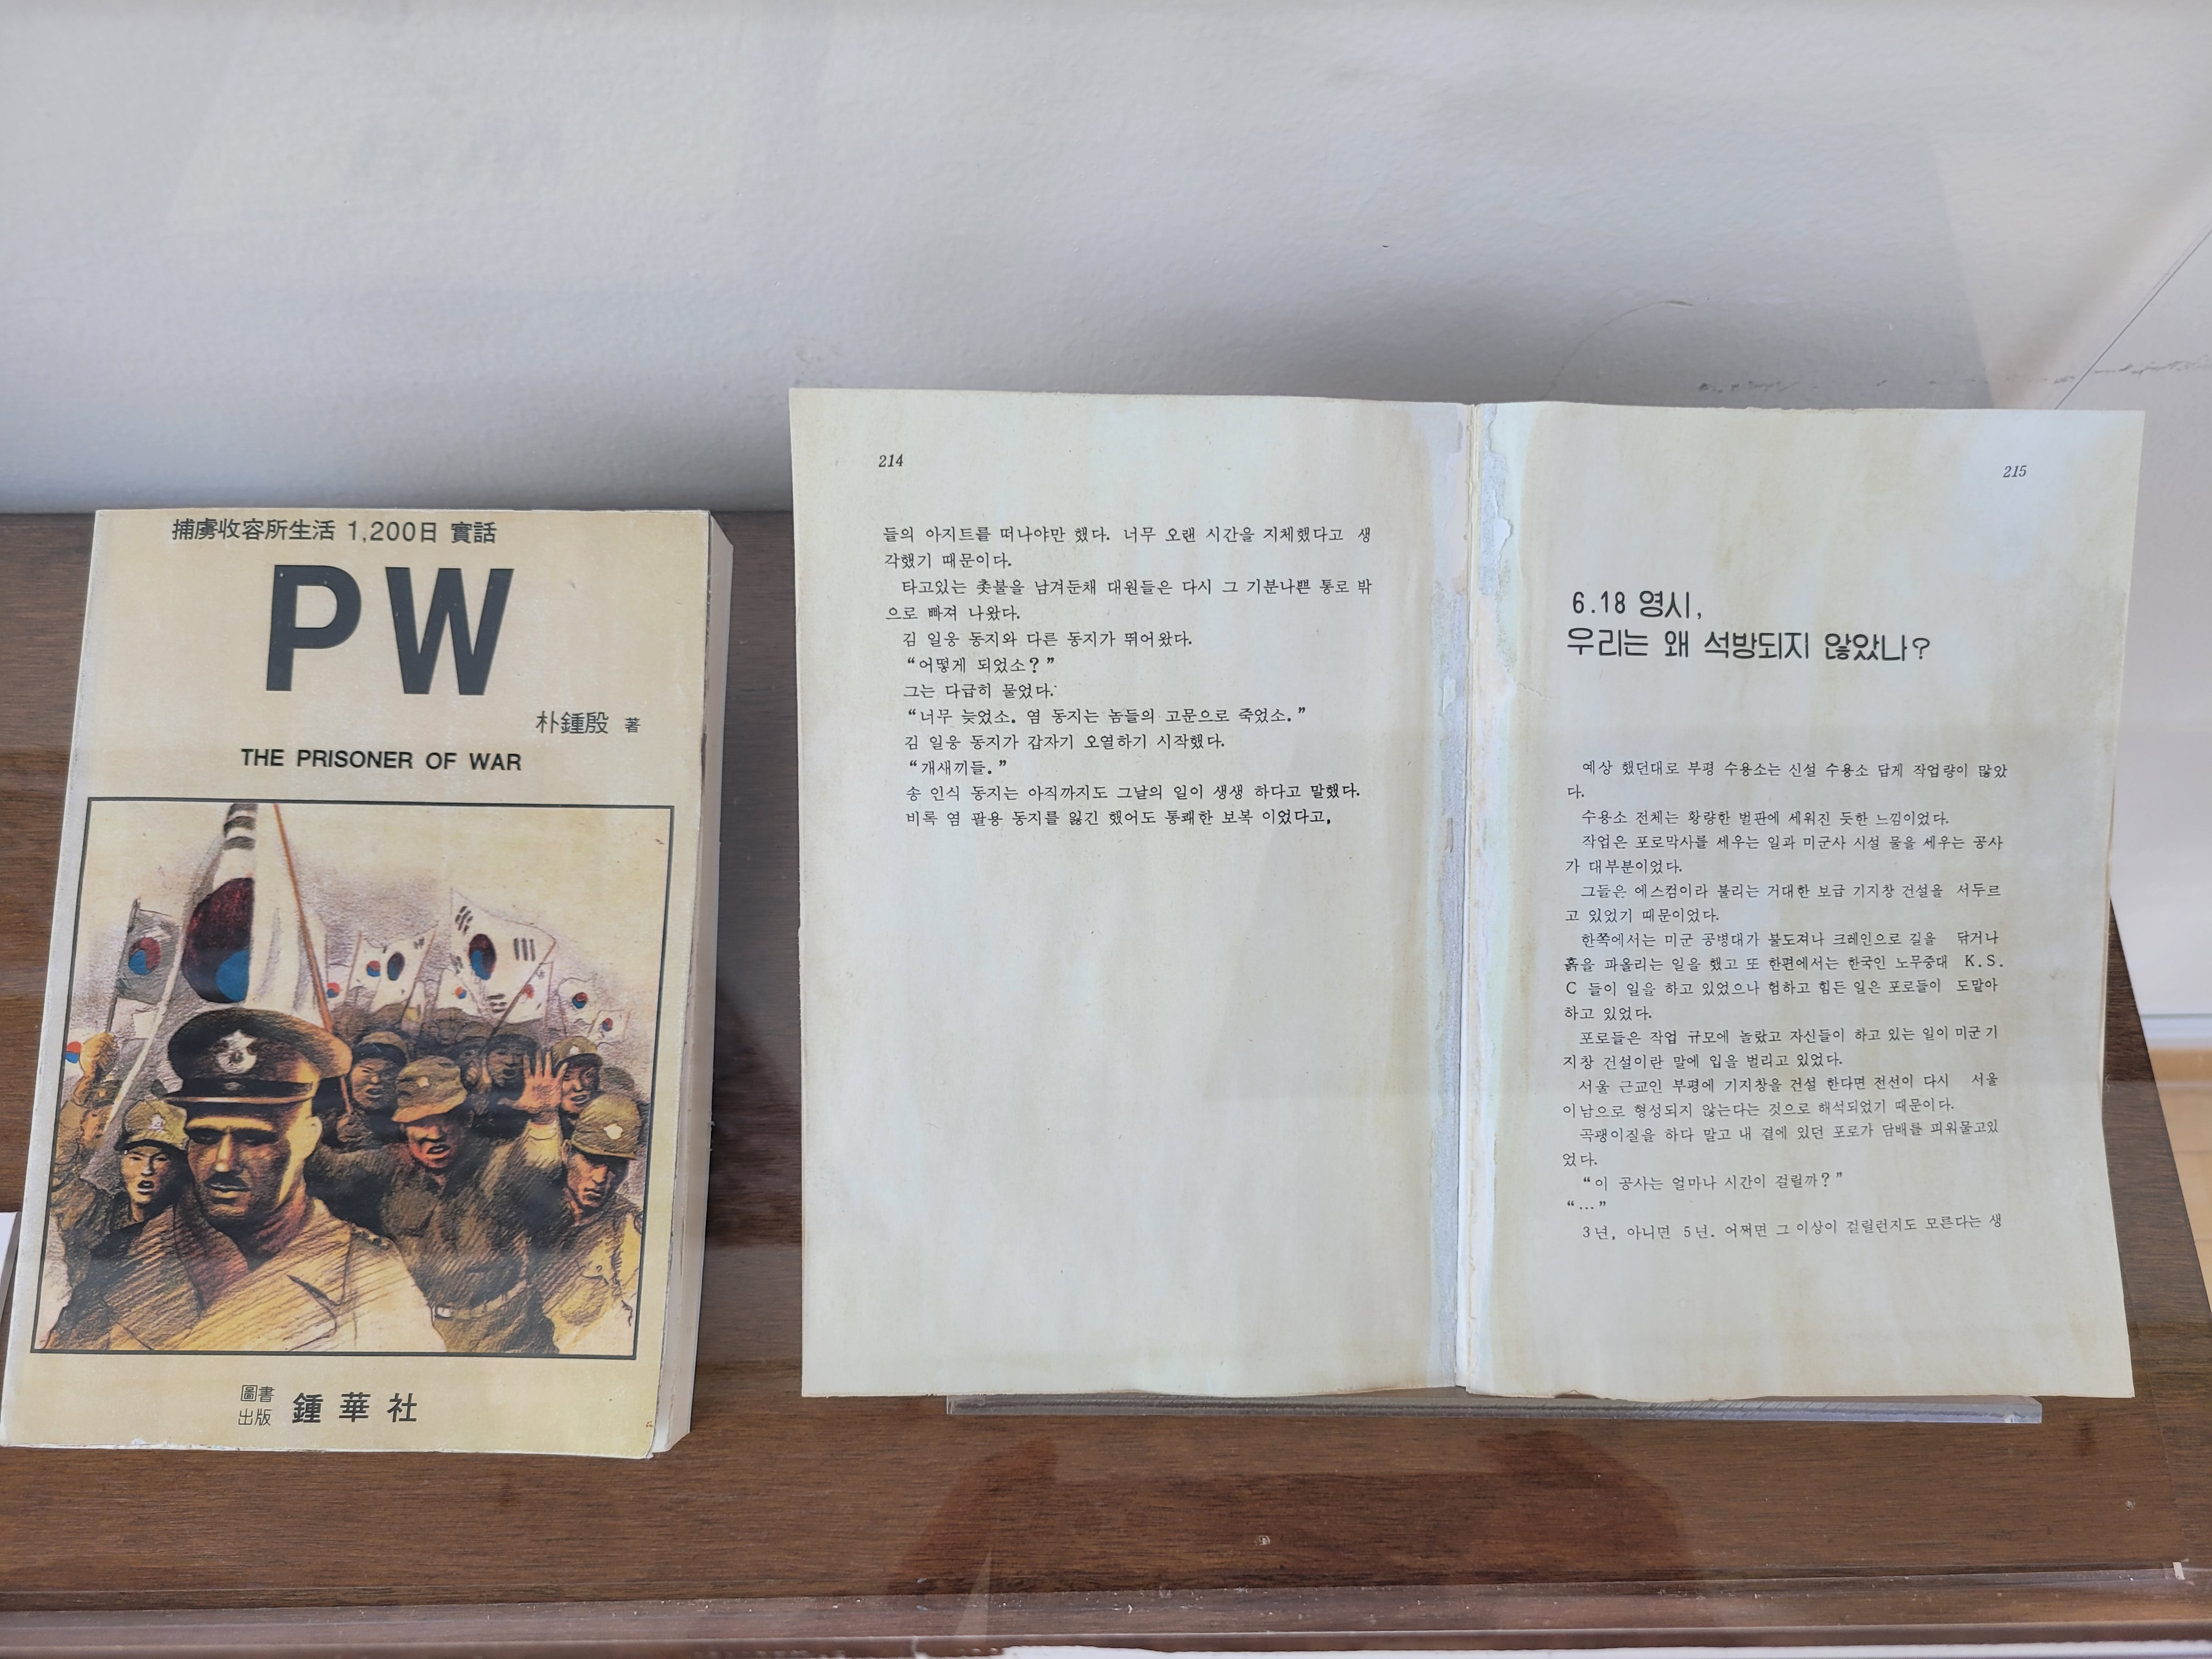 捕虜收容所生活 1,200日 實話
PW
朴鍾殷 著
THE PRISONER OF WAR
圖書
出版 鍾華社
214
들의 아지트를 떠나야만 했다. 너무 오랜 시간을 지체했다고 생
각했기 때문이다.
타고있는 촛불을 남겨둔채 대원들은 다시 그 기분나쁜 통로 밖
으로 빠져 나왔다.
김 일웅 동지와 다른 동지가 뛰어왔다.
“어떻게 되었소?”
그는 다급히 물었다.
“너무 늦었소. 염 동지는 놈들의 고문으로 죽었소.”
김 일웅 동지가 갑자기 오열하기 시작했다.
“개새끼들.”
송 인식 동지는 아직까지도 그날의 일이 생생 하다고 말했다.
비록 염 팔용 동지를 잃긴 했어도 통쾌한 보복 이었다고,
215
6.18 영시,
우리는 왜 석방되지 않았나?
예상 했던대로 부평 수용소는 신설 수용소 답게 작업량이 많았
다.
수용소 전체는 황량한 벌판에 세워진 듯한 느낌이었다.
작업은 포로막사를 세우는 일과 미군사 시설 물을 세우는 공사
가 대부분이었다.
그들은 에스컴이라 불리는 거대한 보급 기지창 건설을 서두르
고 있었기 때문이었다.
한쪽에서는 미군 공병대가 불도져나 크레인으로 길을 닦거나
흙을 파올리는 일을 했고 또 한편에서는 한국인 노무중대 K.S.
C 들이 일을 하고 있었으나 험하고 힘든 일은 포로들이 도맡아
하고 있었다.
포로들은 작업 규모에 놀랐고 자신들이 하고 있는 일이 미군 기
지창 건설이란 말에 입을 벌리고 있었다.
서울 근교인 부평에 기지창을 건설 한다면 전선이 다시 서울
이남으로 형성되지 않는다는 것으로 해석되었기 때문이다.
곡괭이질을 하다 말고 내 곁에 있던 포로가 담배를 피워물고있
었다.
“이 공사는 얼마나 시간이 걸릴까?”
“…”
3년, 아니면 5년. 어쩌면 그 이상이 걸릴런지도 모른다는 생